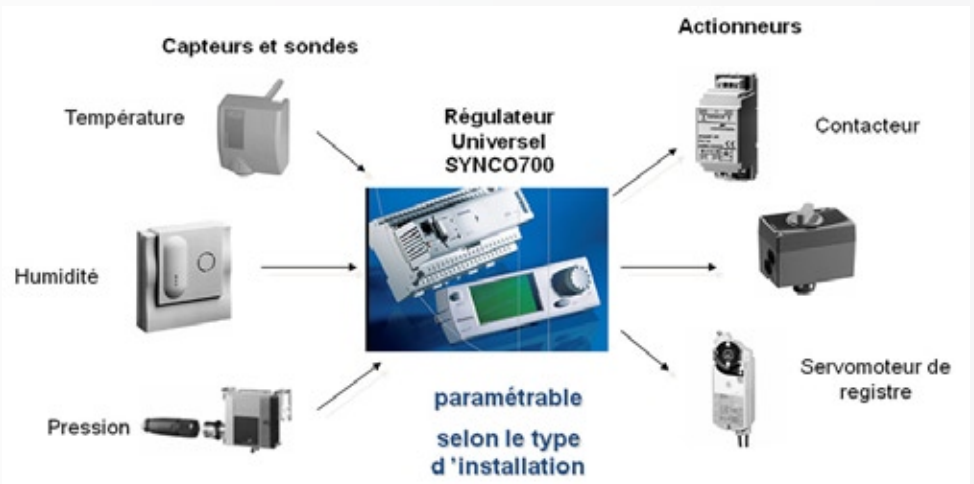 Capteurs et sondes
Actionneurs
Température
Régulateur
Universel
SYNCO700
Contacteur
Humidité
Servomoteur de
registre
Pression
paramétrable
selon le type
d 'installation